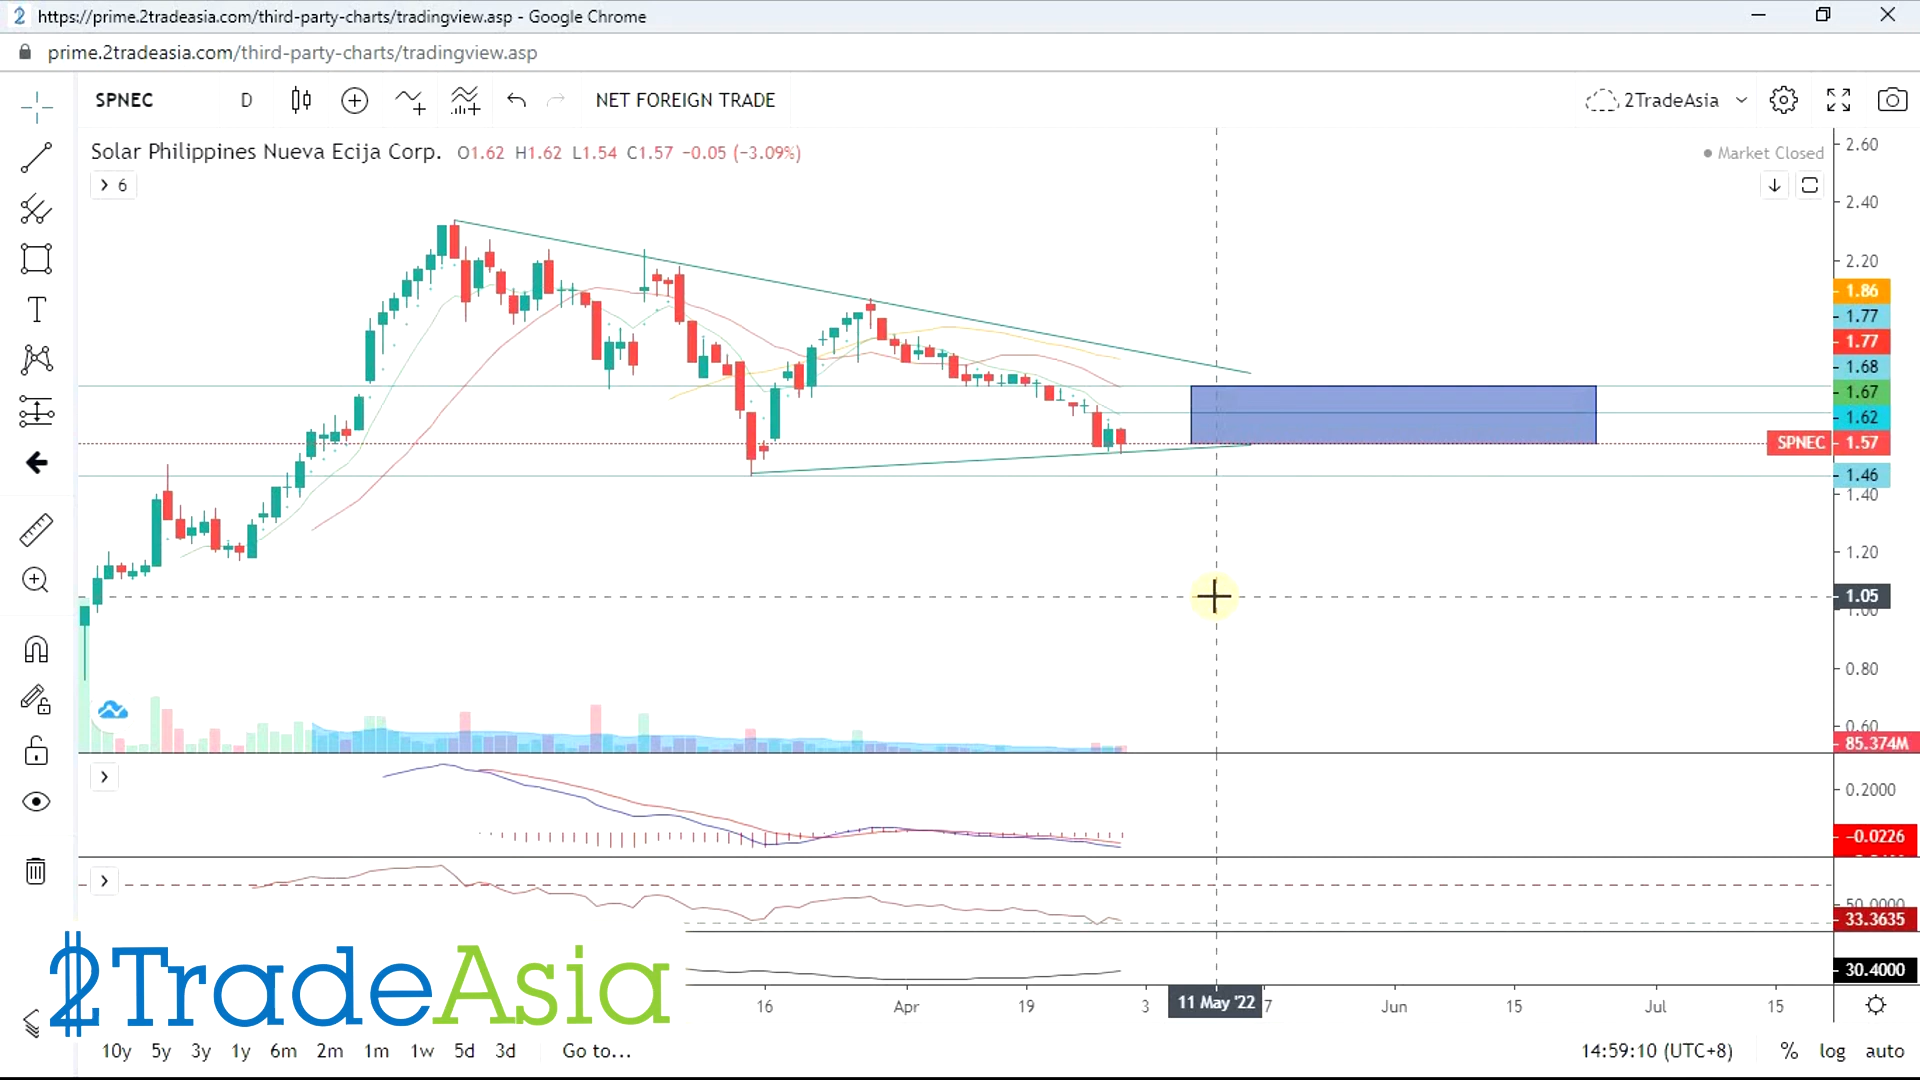 https://prime.2tradeasia.com/third-party-charts/tradingview.asp - Google Chrome
prime.2tradeasia.com/third-party-charts/tradingview.asp
SPNEC D NET FOREIGN TRADE 2TradeAsia
Solar Philippines Nueva Ecija Corp. O1.62 H1.62 L1.54 C1.57 −0.05 (−3.09%)
Market Closed
6
2.60
2.40
2.20
1.86
1.77
1.77
1.68
1.67
1.62
SPNEC 1.57
1.46
1.40
1.20
1.05
1.00
0.80
0.60
85.374M
0.2000
−0.0226
50.0000
33.3635
30.4000
2TradeAsia
16 Apr 19 3 11 May '22 7 Jun 15 Jul 15
10y 5y 3y 1y 6m 2m 1m 1w 5d 3d Go to... 14:59:10 (UTC+8) % log auto